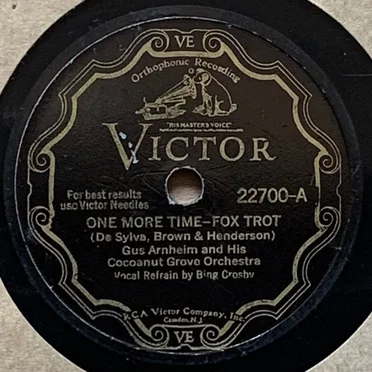 VE
Orthophonic Recording
"HIS MASTER'S VOICE"
VICTOR
For best results
use Victor Needles
22700-A
ONE MORE TIME-FOX TROT
(De Sylva, Brown & Henderson)
Gus Arnheim and His
Cocoanut Grove Orchestra
Vocal Refrain by Bing Crosby
RCA Victor Company, Inc.
Camden, N.J.
VE